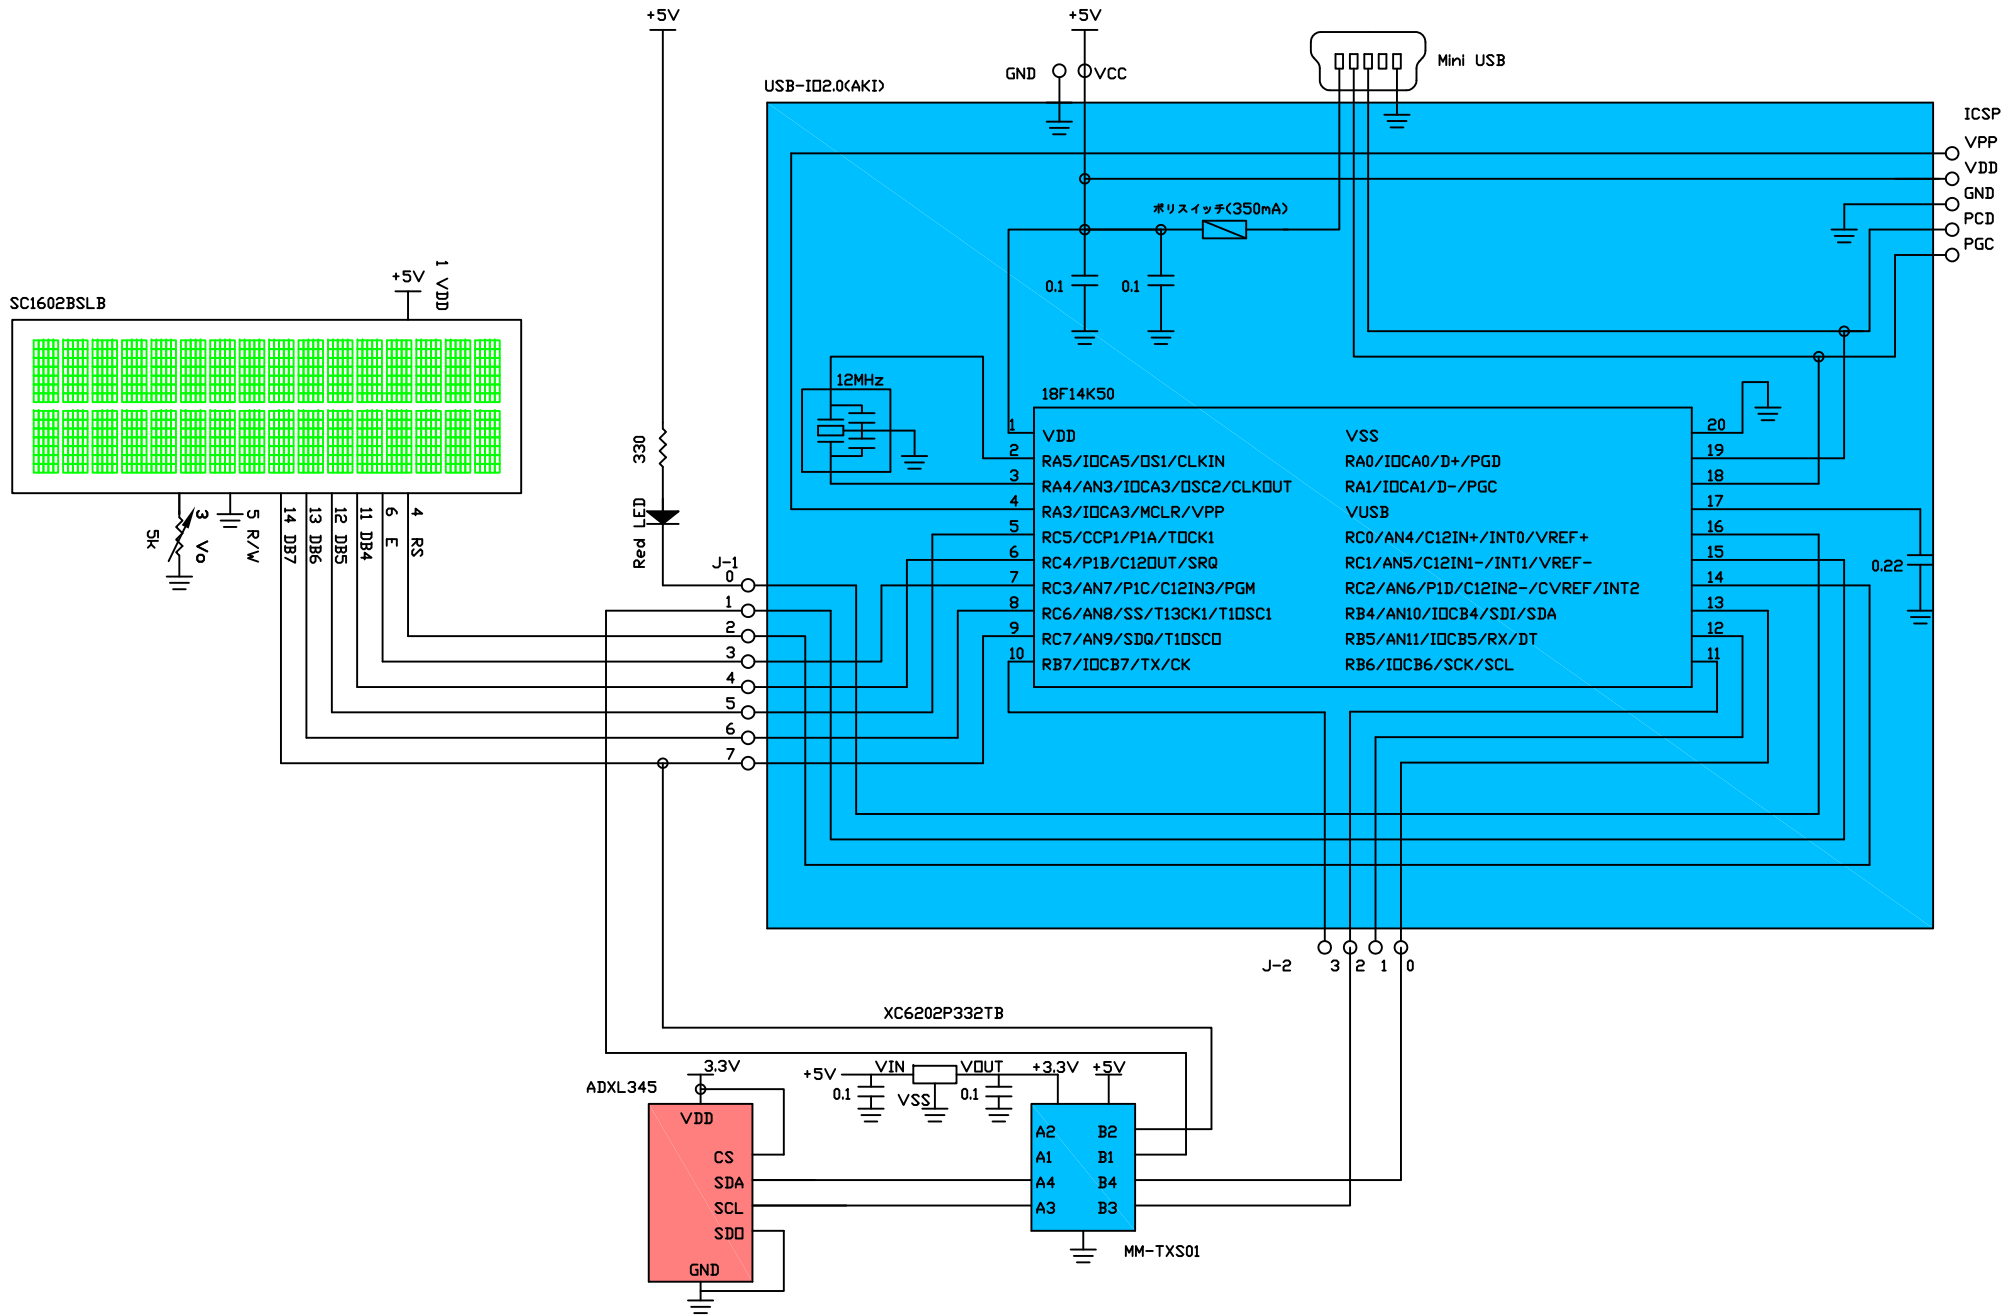 +5V
+5V
Mini USB
GND
VCC
USB-IO2.0(AKI)
ICSP
VPP
VDD
GND
PCD
PGC
ポリスイッチ(350mA)
0.1
0.1
+5V
1 VDD
SC1602BSLB
3 Vo
5k
5 R/W
14 DB7
13 DB6
12 DB5
11 DB4
6 E
4 RS
330
Red LED
12MHz
18F14K50
1 VDD
2 RA5/IOCA5/OS1/CLKIN
3 RA4/AN3/IOCA3/OSC2/CLKOUT
4 RA3/IOCA3/MCLR/VPP
5 RC5/CCP1/P1A/TOCK1
6 RC4/P1B/C12OUT/SRQ
7 RC3/AN7/P1C/C12IN3/PGM
8 RC6/AN8/SS/T13CK1/T1OSC1
9 RC7/AN9/SDQ/T1OSCO
10 RB7/IOCB7/TX/CK
VSS 20
RA0/IOCA0/D+/PGD 19
RA1/IOCA1/D-/PGC 18
VUSB 17
RC0/AN4/C12IN+/INT0/VREF+ 16
RC1/AN5/C12IN1-/INT1/VREF- 15
RC2/AN6/P1D/C12IN2-/CVREF/INT2 14
RB4/AN10/IOCB4/SDI/SDA 13
RB5/AN11/IOCB5/RX/DT 12
RB6/IOCB6/SCK/SCL 11
0.22
J-1
0
1
2
3
4
5
6
7
J-2 3 2 1 0
XC6202P332TB
+5V VIN VOUT
0.1 VSS 0.1
+3.3V +5V
A2 B2
A1 B1
A4 B4
A3 B3
MM-TXS01
3.3V
ADXL345
VDD
CS
SDA
SCL
SDO
GND